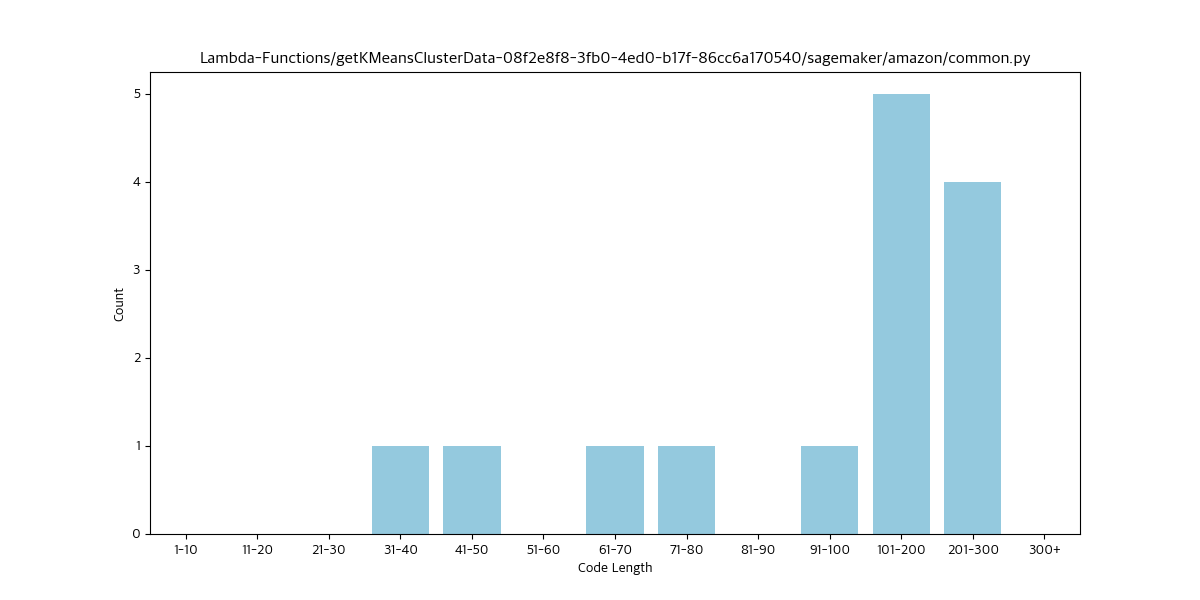 Lambda-Functions/getKMeansClusterData-08f2e8f8-3fb0-4ed0-b17f-86cc6a170540/sagemaker/amazon/common.py
5
4
3
2
1
0
Count
1-10 11-20 21-30 31-40 41-50 51-60 61-70 71-80 81-90 91-100 101-200 201-300 300+
Code Length